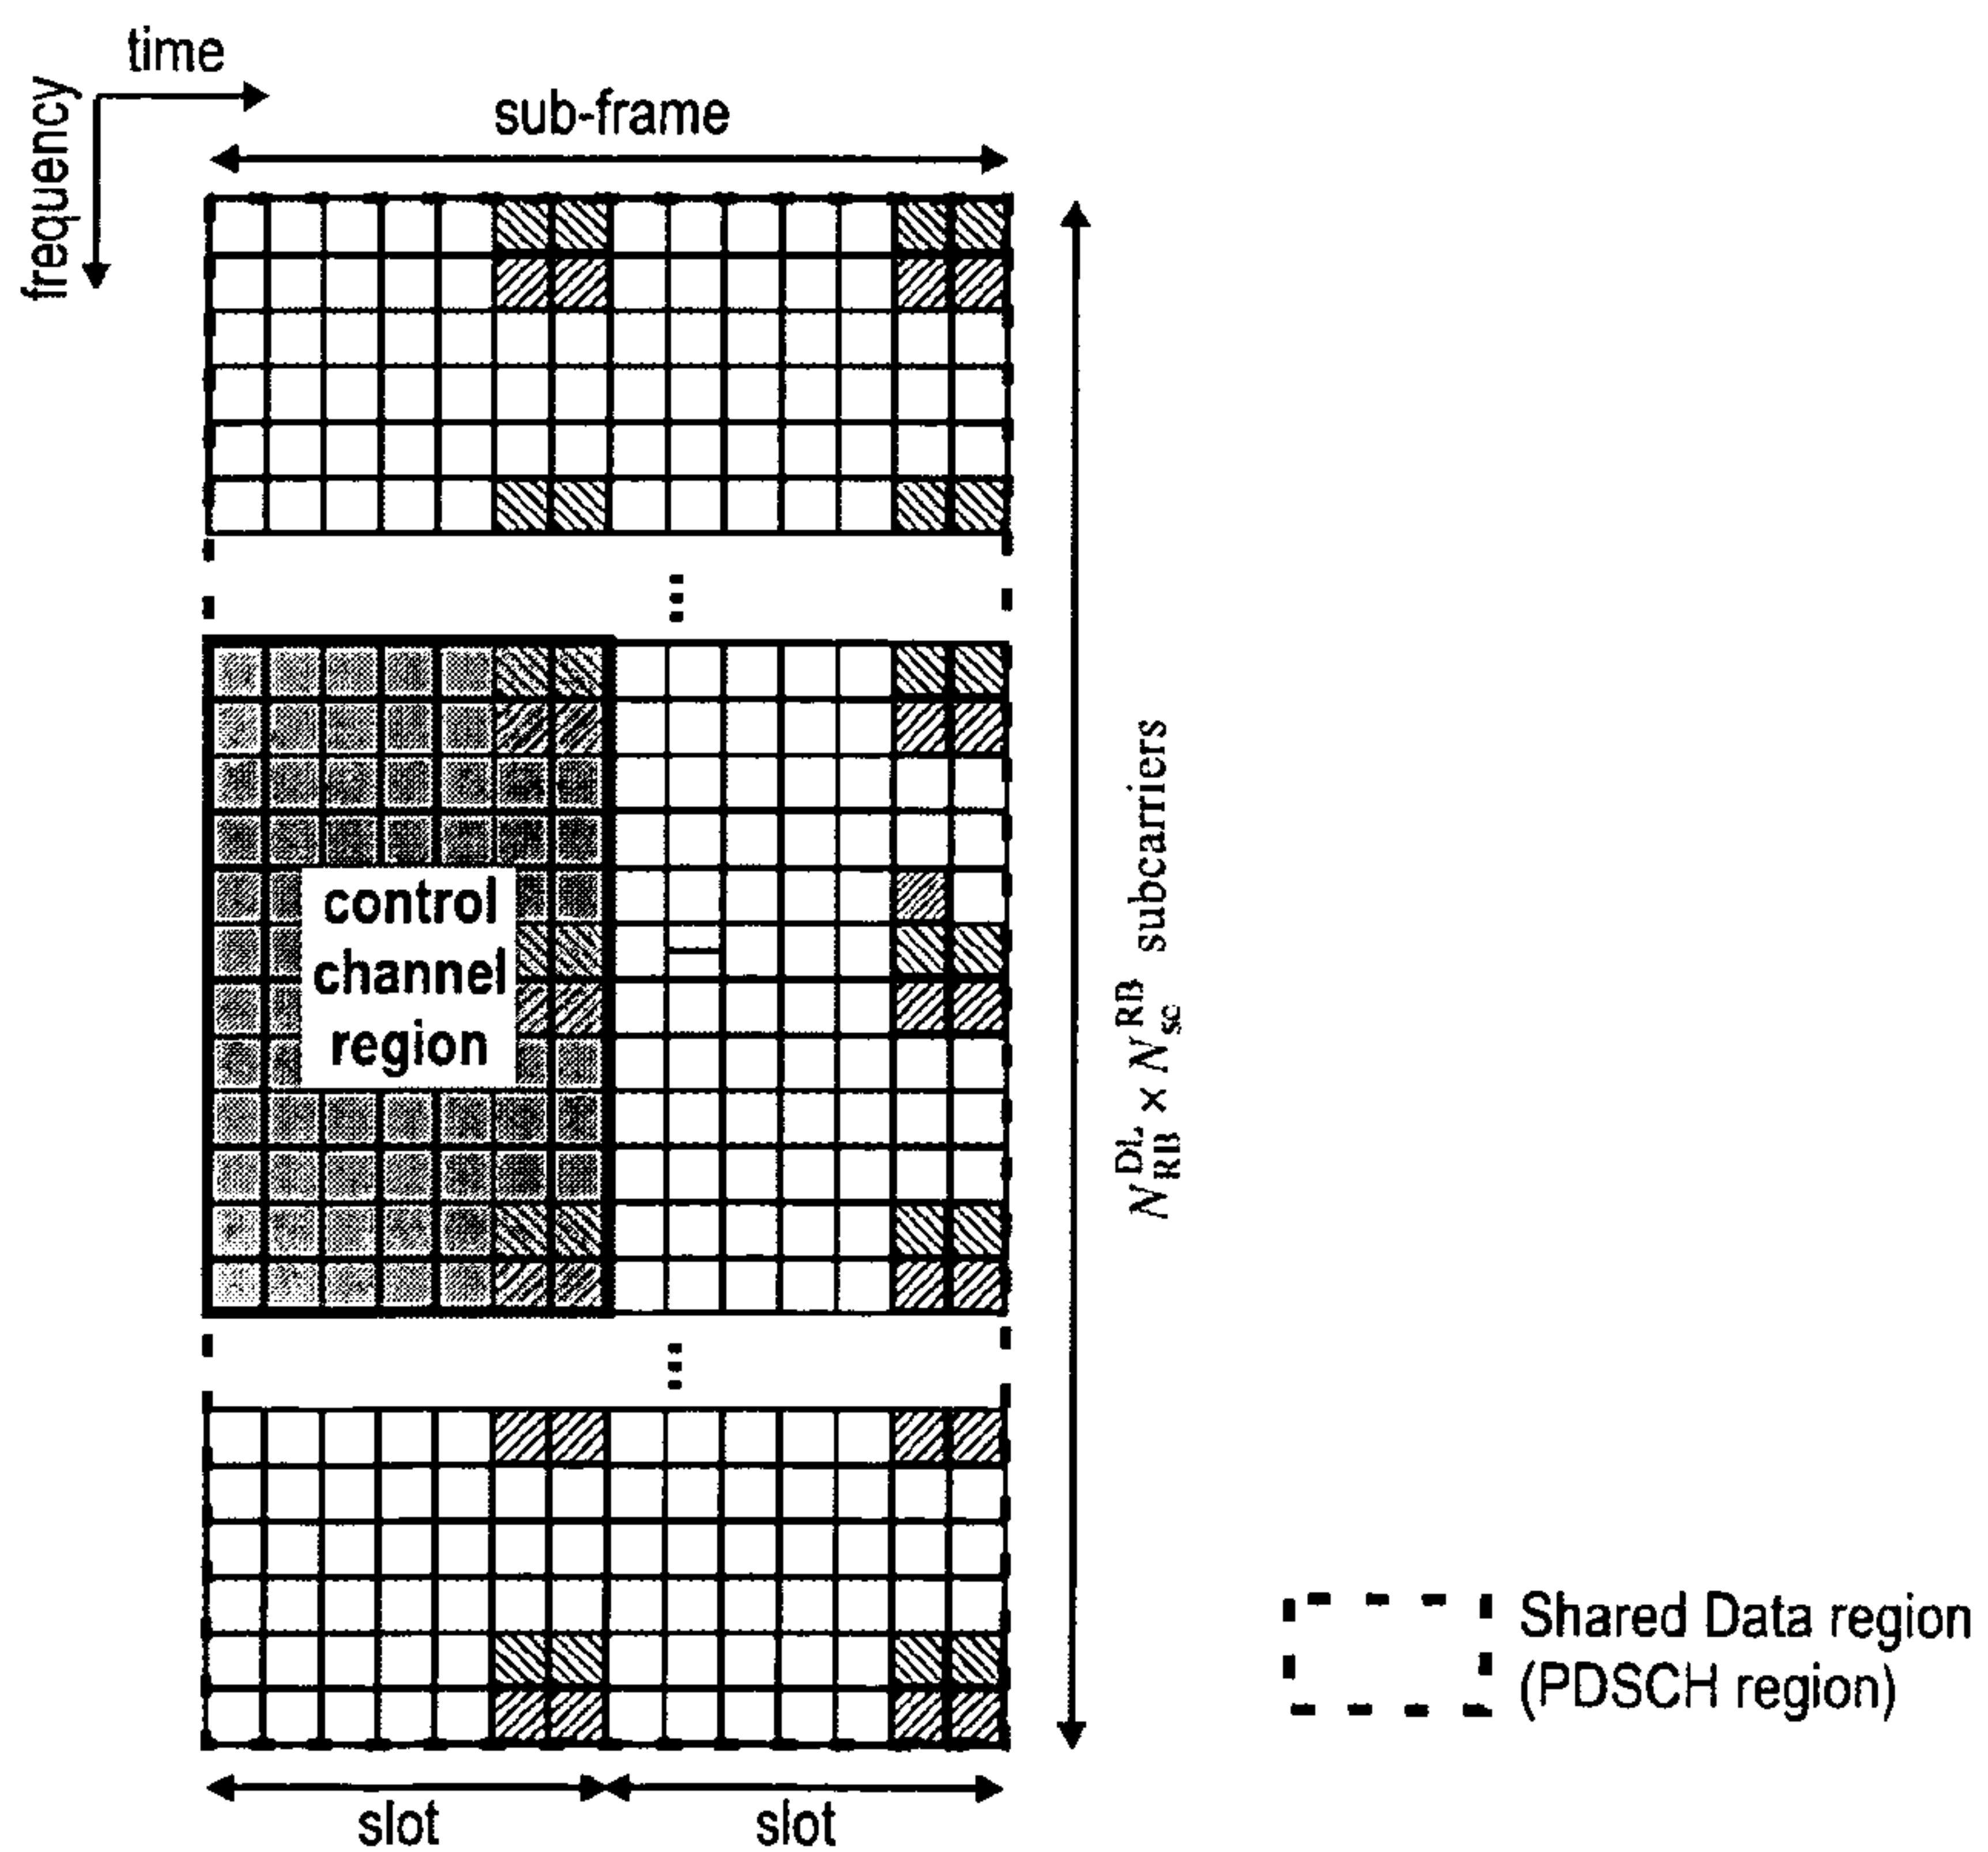 time
frequency
sub-frame
control
channel
region
N_RB^DL × N_sc^RB subcarriers
Shared Data region
(PDSCH region)
slot
slot